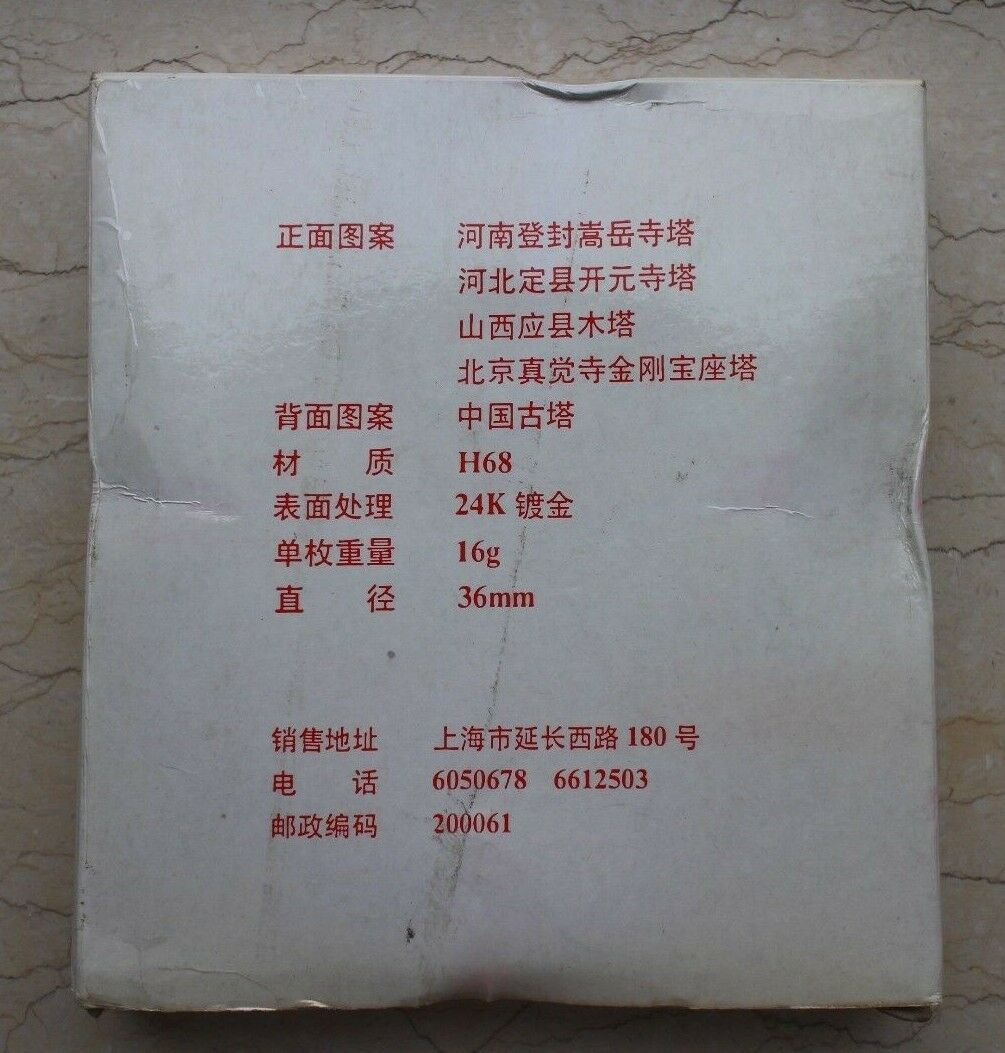 正面图案 河南登封嵩岳寺塔
河北定县开元寺塔
山西应县木塔
北京真觉寺金刚宝座塔
背面图案 中国古塔
材 质 H68
表面处理 24K 镀金
单枚重量 16g
直 径 36mm
销售地址 上海市延长西路 180 号
电 话 6050678 6612503
邮政编码 200061